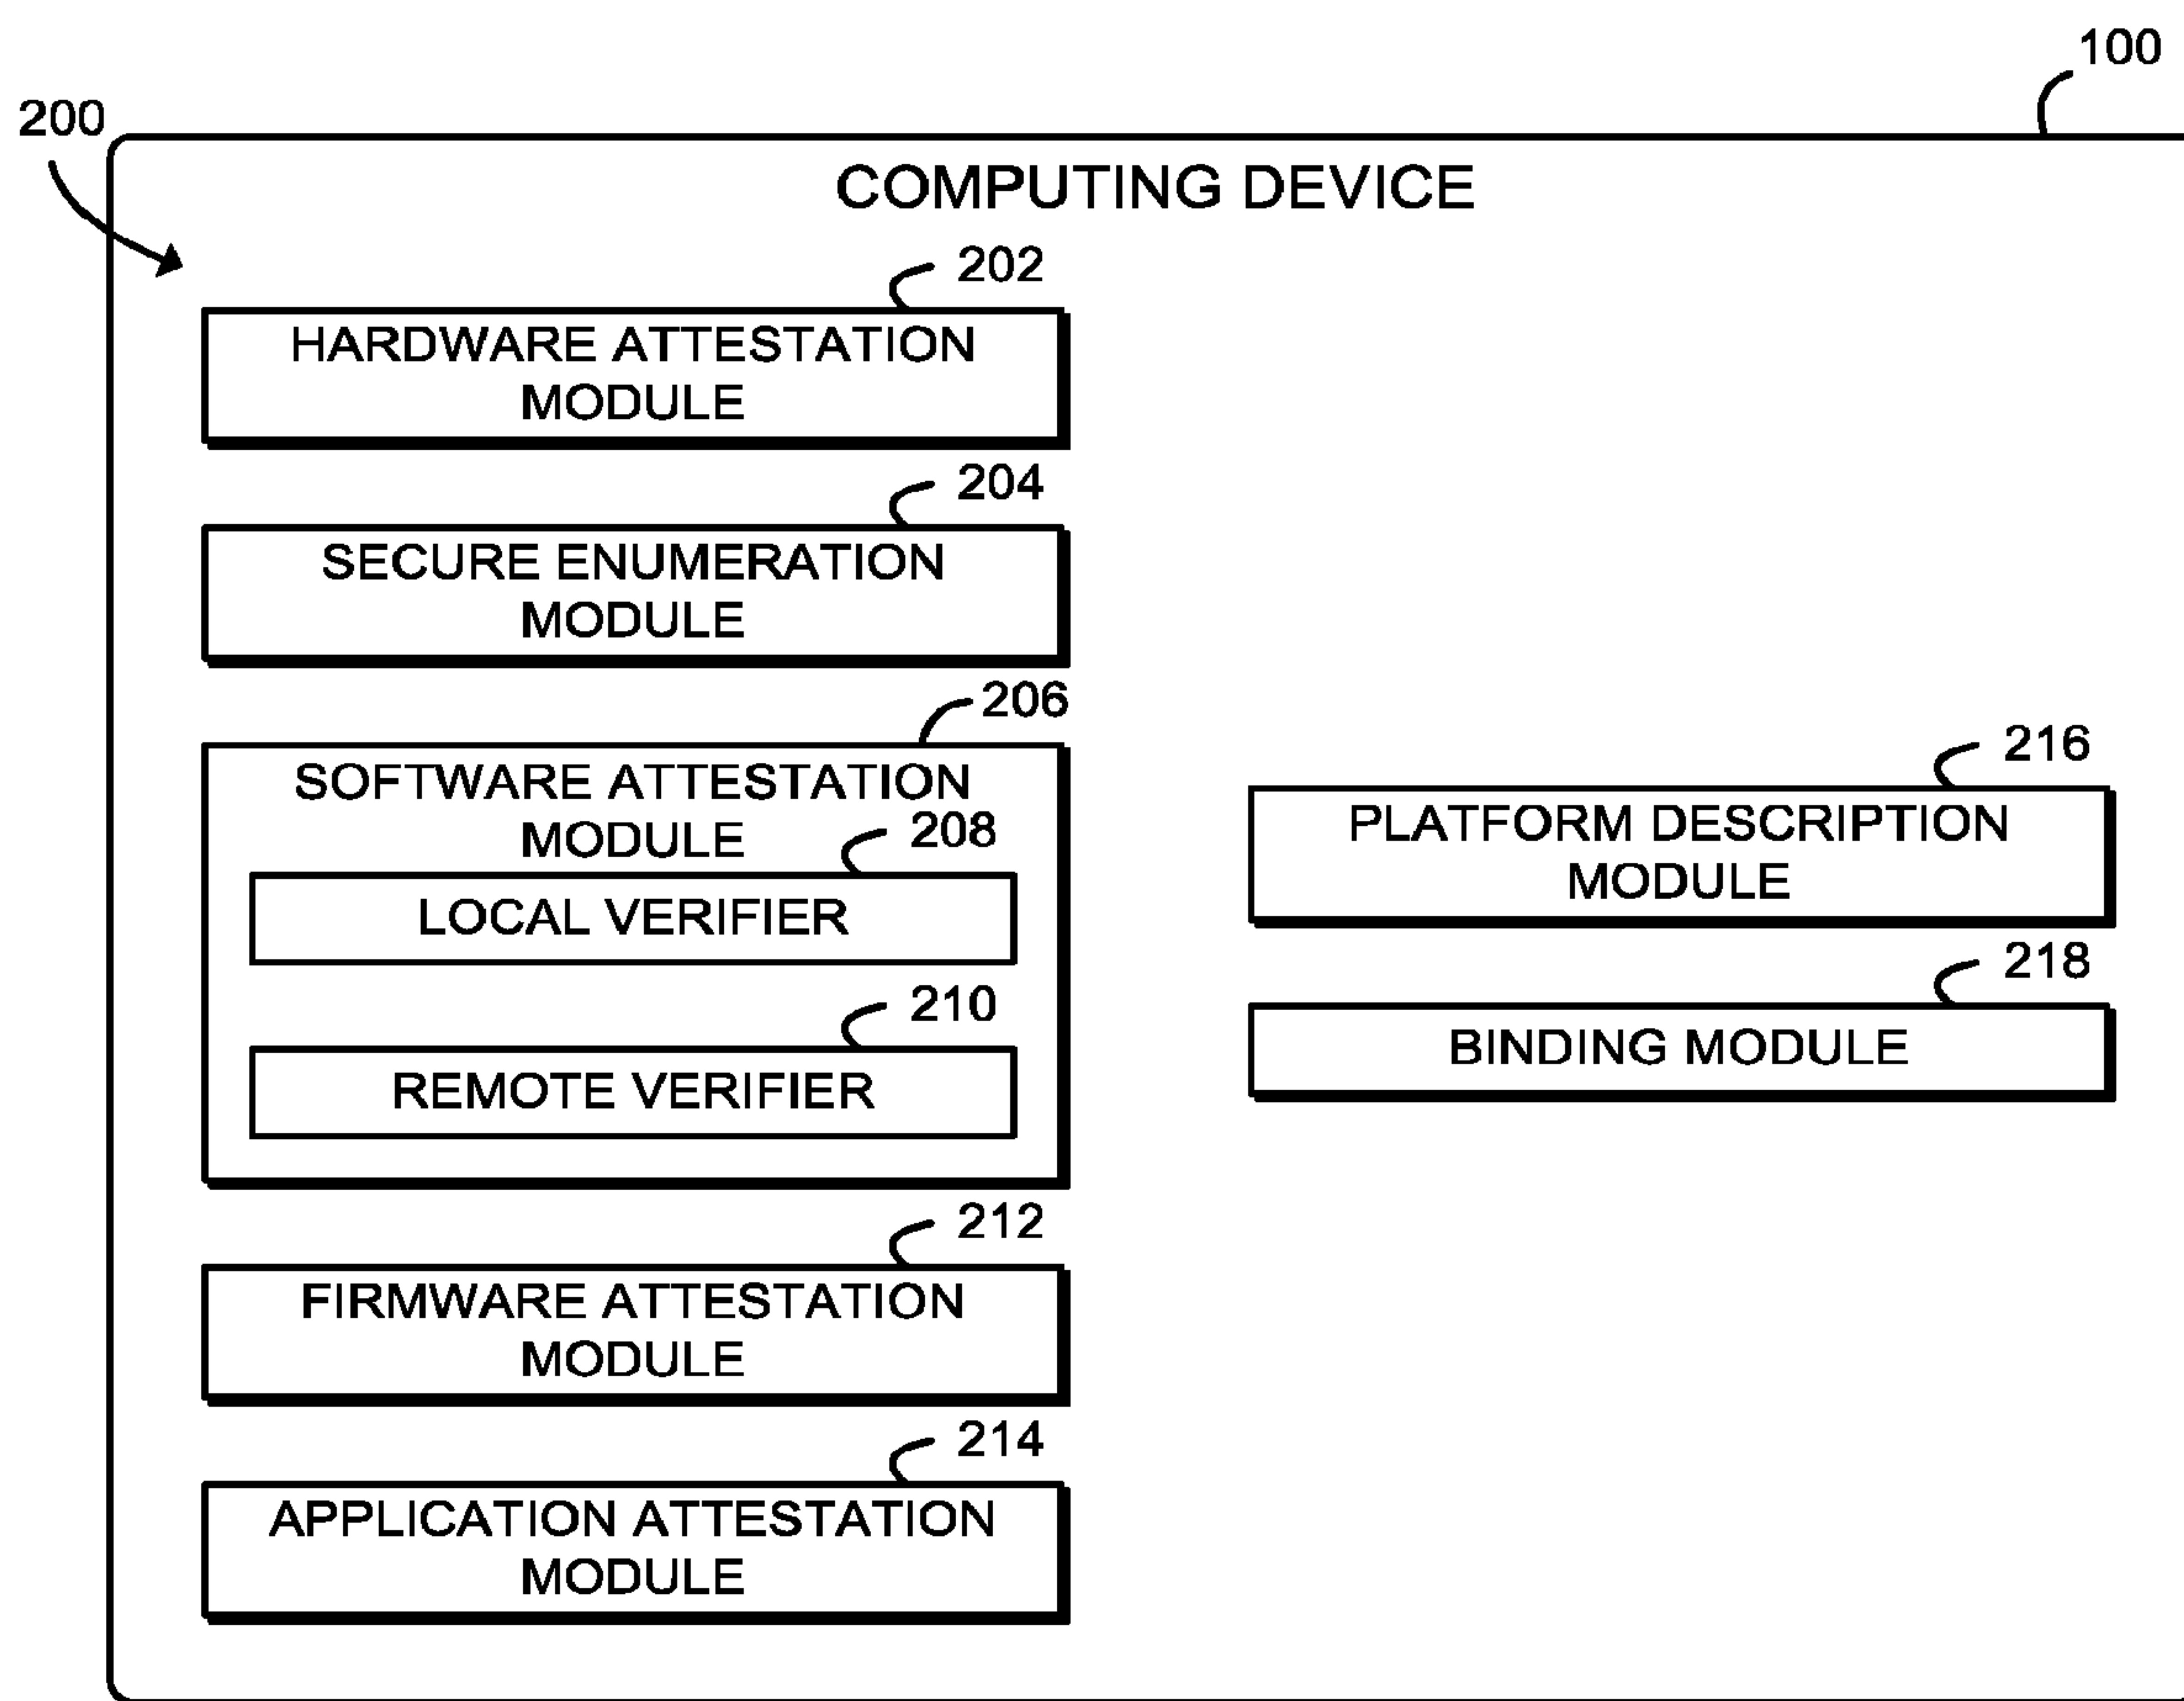 100
200
COMPUTING DEVICE
202
HARDWARE ATTESTATION
MODULE
204
SECURE ENUMERATION
MODULE
206
SOFTWARE ATTESTATION
MODULE
208
LOCAL VERIFIER
210
REMOTE VERIFIER
212
FIRMWARE ATTESTATION
MODULE
214
APPLICATION ATTESTATION
MODULE
216
PLATFORM DESCRIPTION
MODULE
218
BINDING MODULE